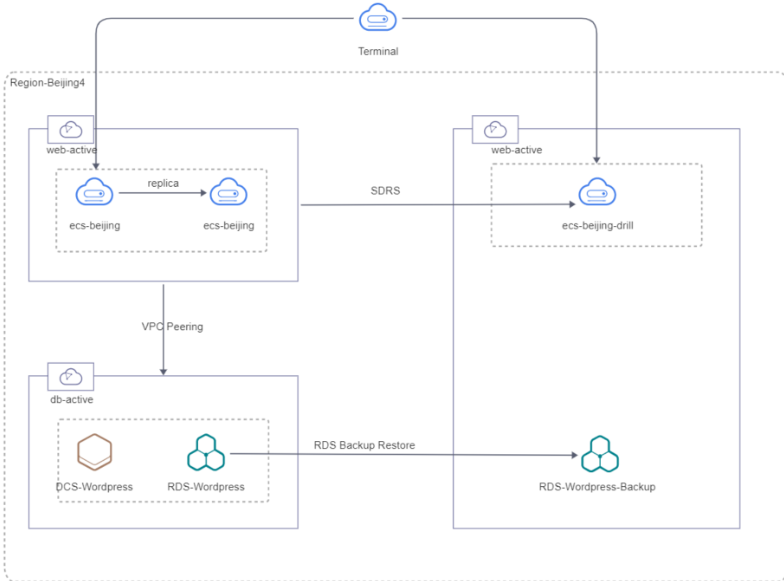 Terminal
Region-Beijing4
web-active
web-active
replica
SDRS
ecs-beijing
ecs-beijing
ecs-beijing-drill
VPC Peering
db-active
RDS Backup Restore
DCS-Wordpress
RDS-Wordpress
RDS-Wordpress-Backup